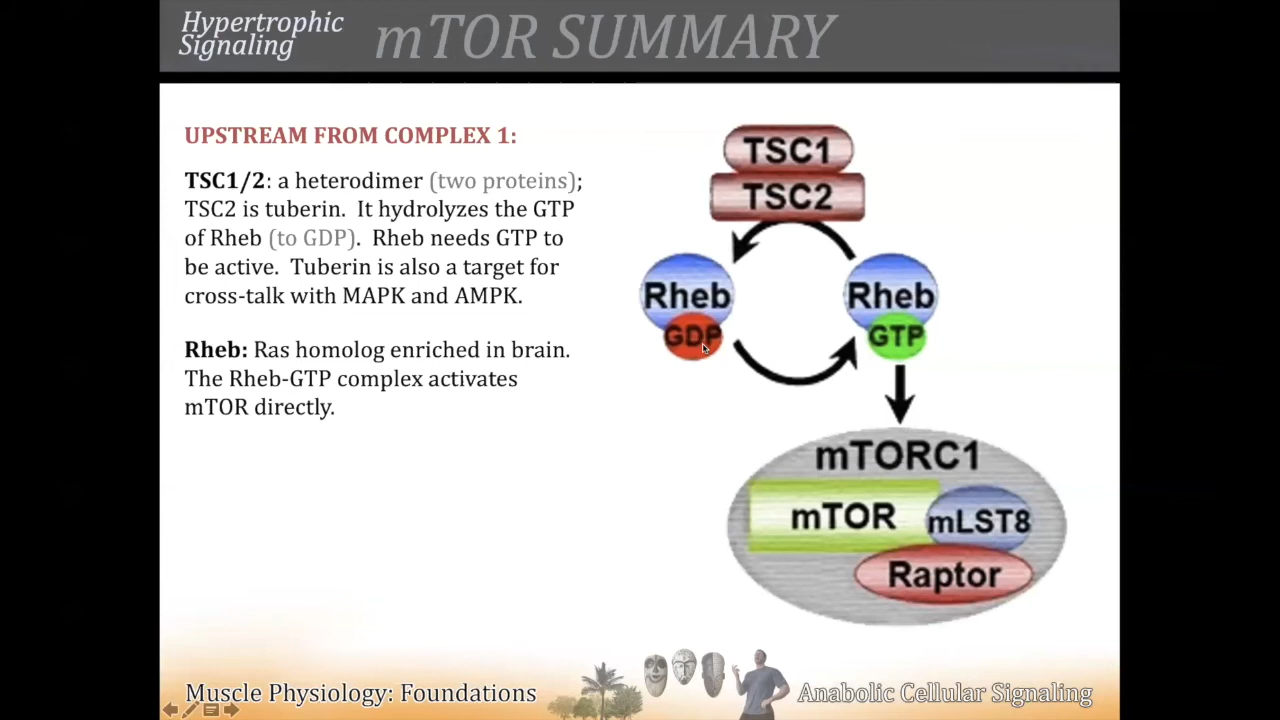 Hypertrophic
Signaling
mTOR SUMMARY
UPSTREAM FROM COMPLEX 1:
TSC1/2: a heterodimer (two proteins);
TSC2 is tuberin. It hydrolyzes the GTP
of Rheb (to GDP). Rheb needs GTP to
be active. Tuberin is also a target for
cross-talk with MAPK and AMPK.
Rheb: Ras homolog enriched in brain.
The Rheb-GTP complex activates
mTOR directly.
TSC1
TSC2
Rheb
GDP
Rheb
GTP
mTORC1
mTOR
mLST8
Raptor
Muscle Physiology: Foundations
Anabolic Cellular Signaling